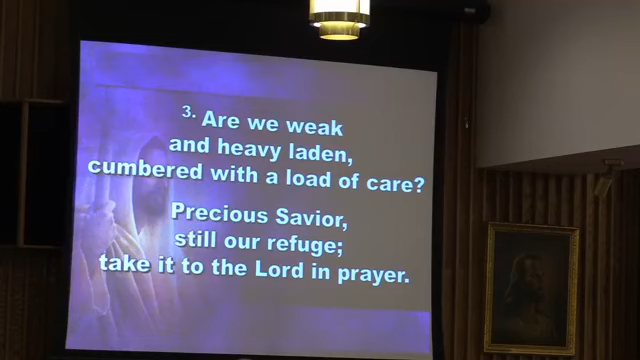 3. Are we weak
and heavy laden,
cumbered with a load of care?
Precious Savior,
still our refuge;
take it to the Lord in prayer.